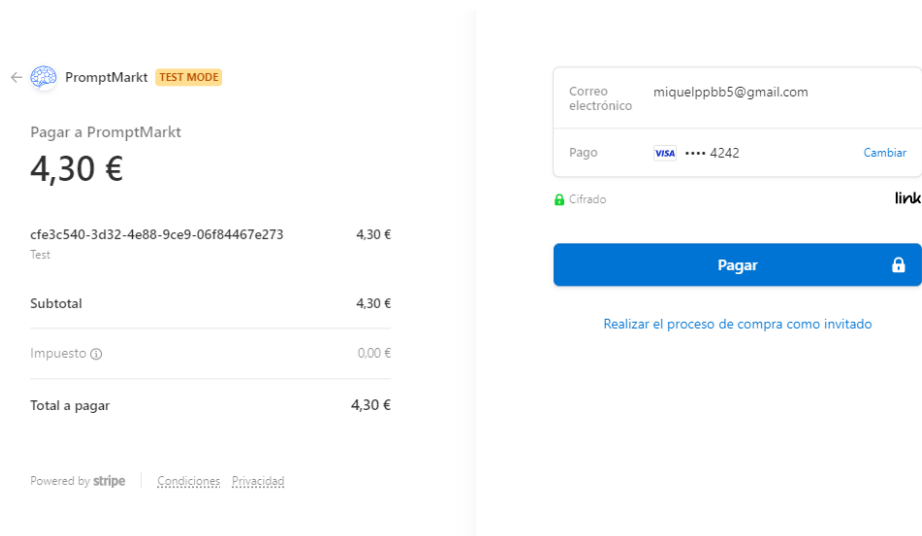 PromptMarkt TEST MODE
Pagar a PromptMarkt
4,30 €
cfe3c540-3d32-4e88-9ce9-06f84467e273 4,30 €
Test
Subtotal 4,30 €
Impuesto 0,00 €
Total a pagar 4,30 €
Powered by stripe Condiciones Privacidad
Correo electrónico miquelppbb5@gmail.com
Pago VISA •••• 4242 Cambiar
Cifrado link
Pagar
Realizar el proceso de compra como invitado